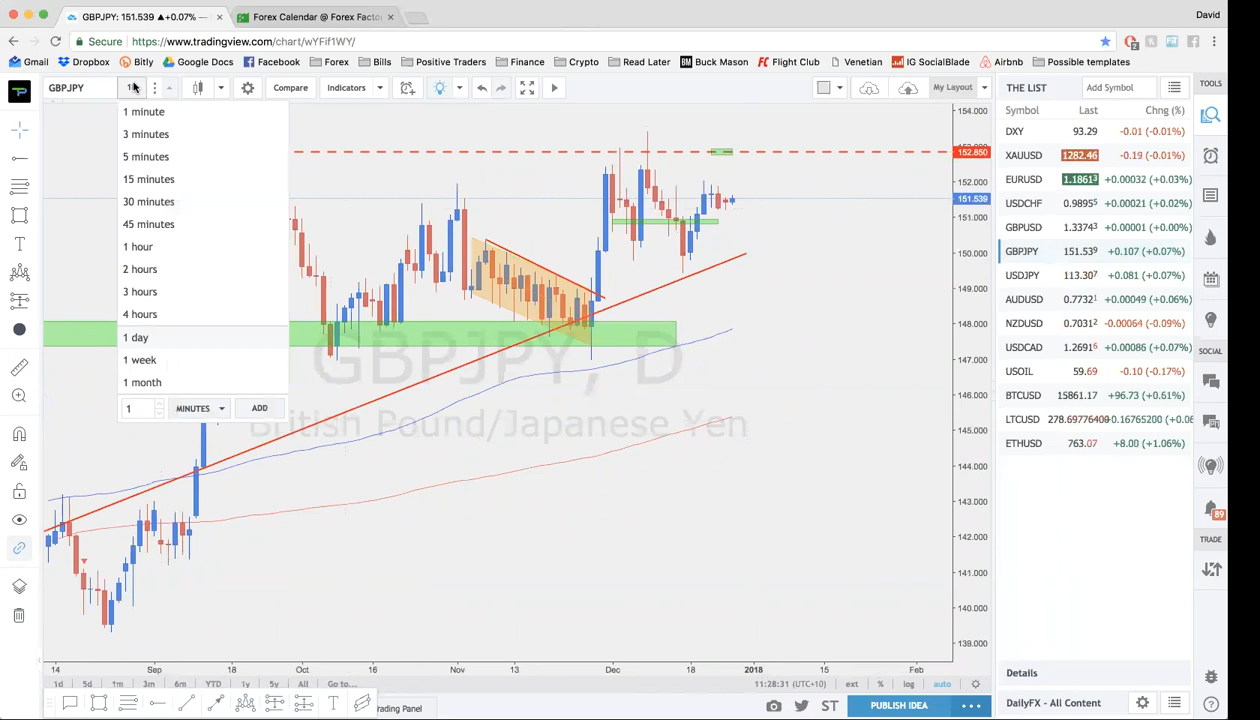 GBPJPY: 151.539 ▲+0.07% —
Forex Calendar @ Forex Facto
David
Secure
https://www.tradingview.com/chart/wYFif1WY/
Gmail Dropbox Bitly Google Docs Facebook Forex Bills Positive Traders Finance Crypto Read Later Buck Mason Flight Club Venetian IG SocialBlade Airbnb Possible templates
GBPJPY
Compare
Indicators
My Layout
THE LIST
Add Symbol
TOOLS
1 minute
3 minutes
5 minutes
15 minutes
30 minutes
45 minutes
1 hour
2 hours
3 hours
4 hours
1 day
1 week
1 month
1 MINUTES ADD
GBPJPY, D
British Pound/Japanese Yen
154.000
152.850
152.000
151.539
151.000
150.000
149.000
148.000
147.000
146.000
145.000
144.000
143.000
142.000
141.000
140.000
139.000
14 Sep 18 Oct 16 Nov 13 Dec 18 2018 15 Feb
1d 5d 1m 3m 6m YTD 1y 5y All Go to...
11:28:31 (UTC+10) ext % log auto
rading Panel
ST
PUBLISH IDEA
Symbol Last Chng (%)
DXY 93.29 -0.01 (-0.01%)
XAUUSD 1282.46 -0.19 (-0.01%)
EURUSD 1.18613 +0.00032 (+0.03%)
USDCHF 0.98955 +0.00021 (+0.02%)
GBPUSD 1.33743 +0.00001 (+0.00%)
GBPJPY 151.539 +0.107 (+0.07%)
USDJPY 113.307 +0.081 (+0.07%)
AUDUSD 0.77321 +0.00049 (+0.06%)
NZDUSD 0.70312 -0.00064 (-0.09%)
USDCAD 1.26916 +0.00086 (+0.07%)
USOIL 59.69 -0.10 (-0.17%)
BTCUSD 15861.17 +96.73 (+0.61%)
LTCUSD 278.69776400 +0.16765200 (+0.06
ETHUSD 763.07 +8.00 (+1.06%)
SOCIAL
89
TRADE
Details
DailyFX - All Content